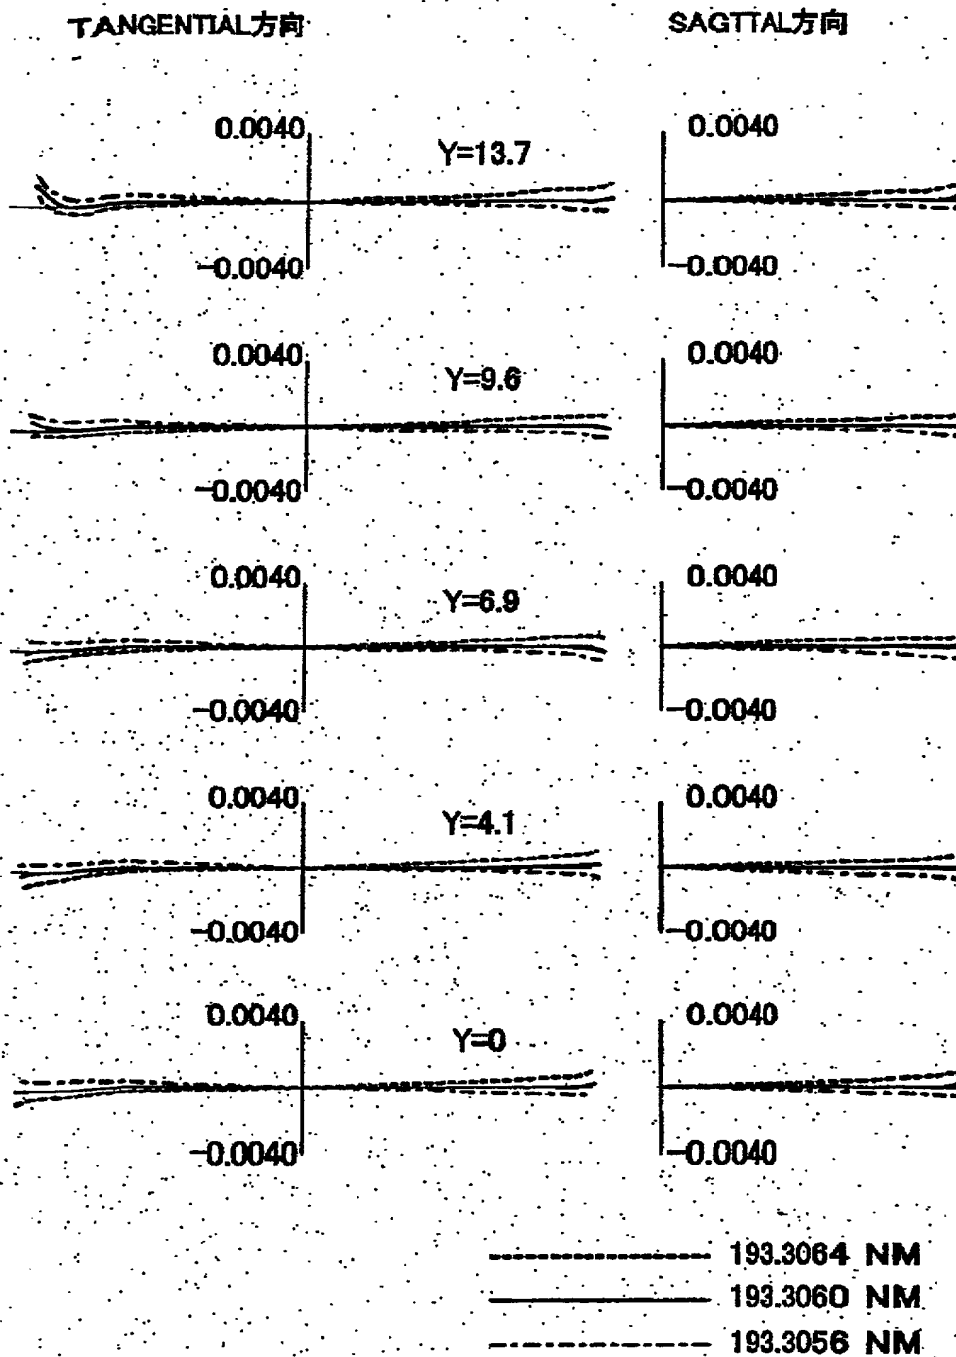 TANGENTIAL方向 SAGTTAL方向
0.0040 Y=13.7 0.0040
-0.0040 -0.0040
0.0040 Y=9.6 0.0040
-0.0040 -0.0040
0.0040 Y=6.9 0.0040
-0.0040 -0.0040
0.0040 Y=4.1 0.0040
-0.0040 -0.0040
0.0040 Y=0 0.0040
-0.0040 -0.0040
193.3064 NM
193.3060 NM
193.3056 NM